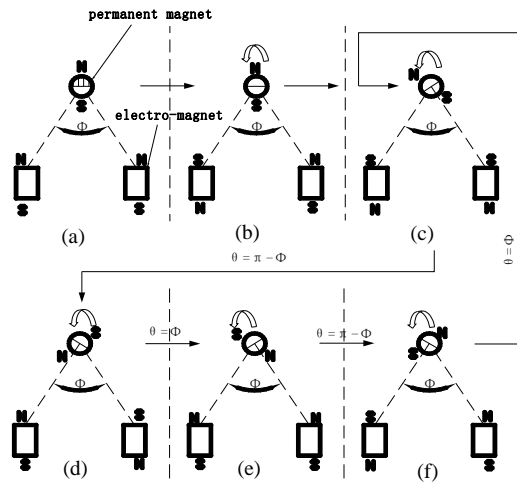 permanent magnet
N
S
Φ
electro-magnet
N N
S S
(a)
N
S
Φ
S N
N S
(b)
N
S
Φ
S S
N N
(c)
θ = π − Φ
θ = Φ
S
N
Φ
N S
S N
(d)
θ = Φ
S
N
Φ
N N
S S
(e)
θ = π − Φ
N
S
Φ
S N
N S
(f)